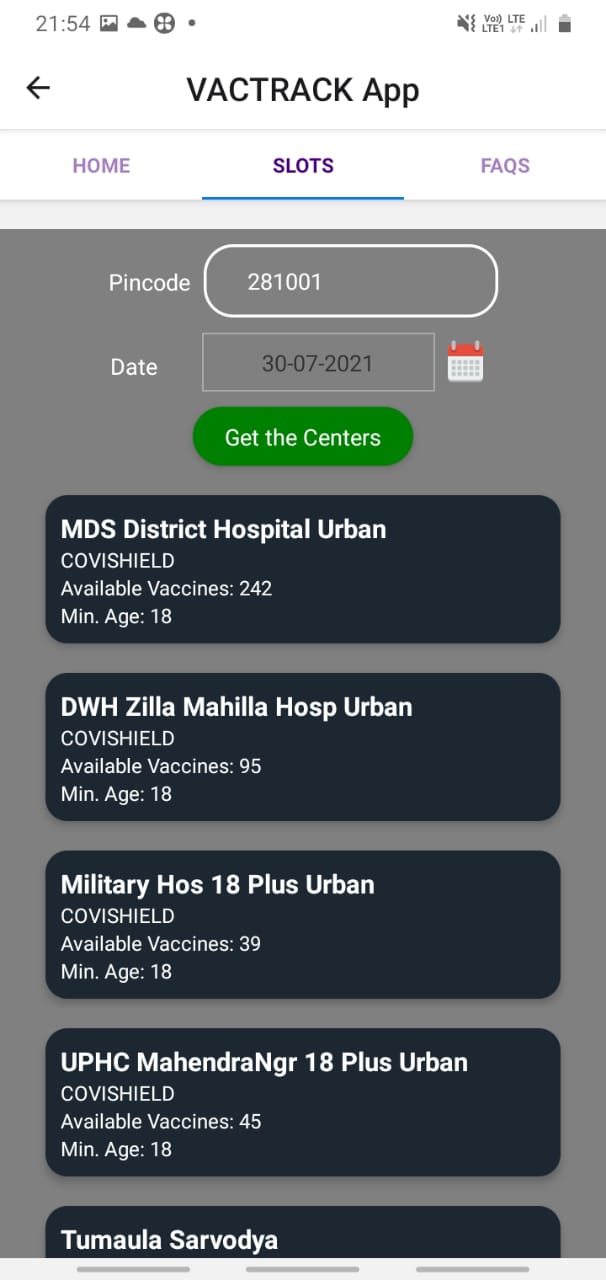 21:54
Vo) LTE
LTE1
VACTRACK App
HOME SLOTS FAQS
Pincode 281001
Date 30-07-2021
Get the Centers
MDS District Hospital Urban
COVISHIELD
Available Vaccines: 242
Min. Age: 18
DWH Zilla Mahilla Hosp Urban
COVISHIELD
Available Vaccines: 95
Min. Age: 18
Military Hos 18 Plus Urban
COVISHIELD
Available Vaccines: 39
Min. Age: 18
UPHC MahendraNgr 18 Plus Urban
COVISHIELD
Available Vaccines: 45
Min. Age: 18
Tumaula Sarvodya